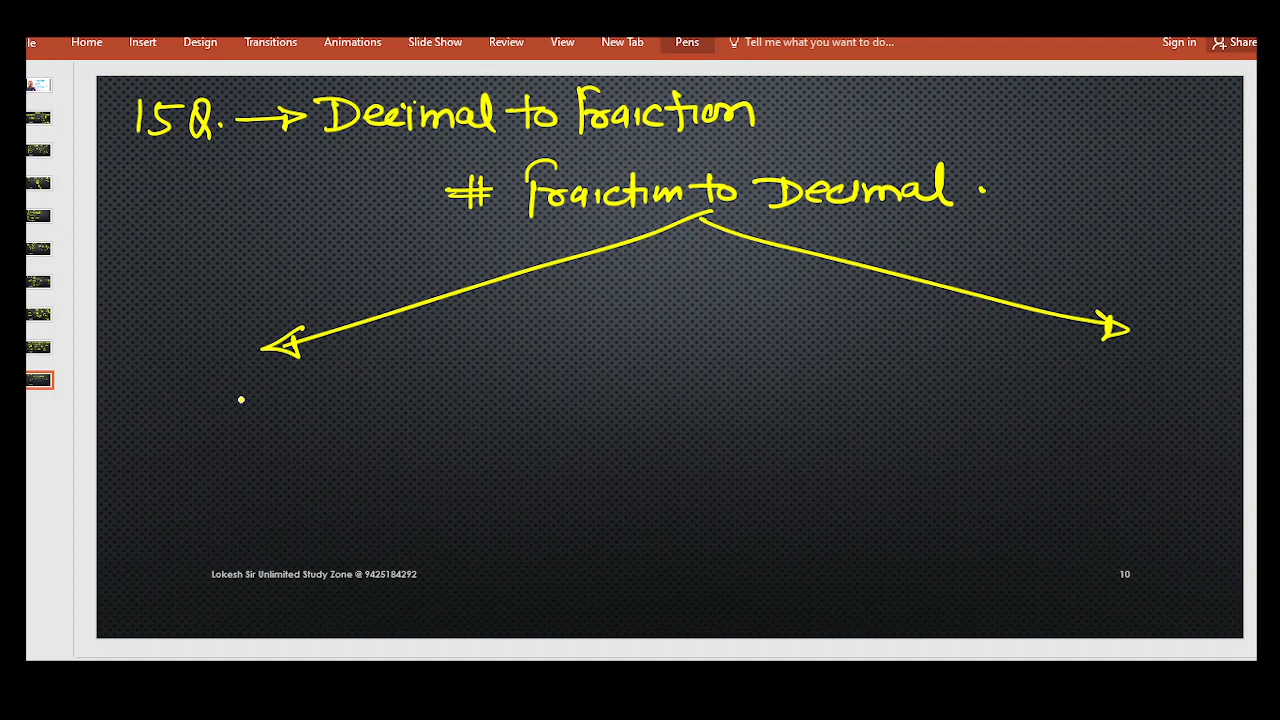 le Home Insert Design Transitions Animations Slide Show Review View New Tab Pens Tell me what you want to do... Sign in Share
15Q. → Decimal to Fraction
# Fraction to Decimal .
Lokesh Sir Unlimited Study Zone @ 9425184292 10